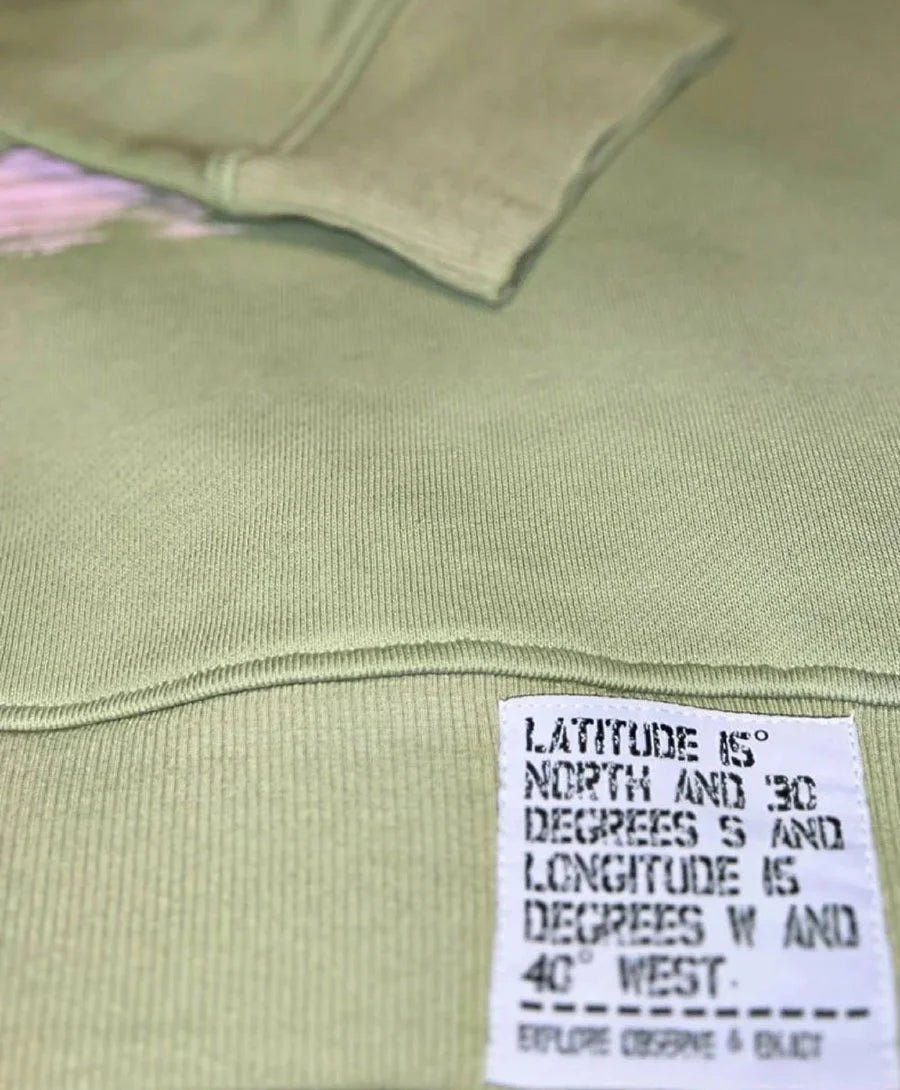 LATITUDE 15°
NORTH AND 30
DEGREES S AND
LONGITUDE 15
DEGREES W AND
40° WEST.
EXPLORE OBSERVE & ENJOY